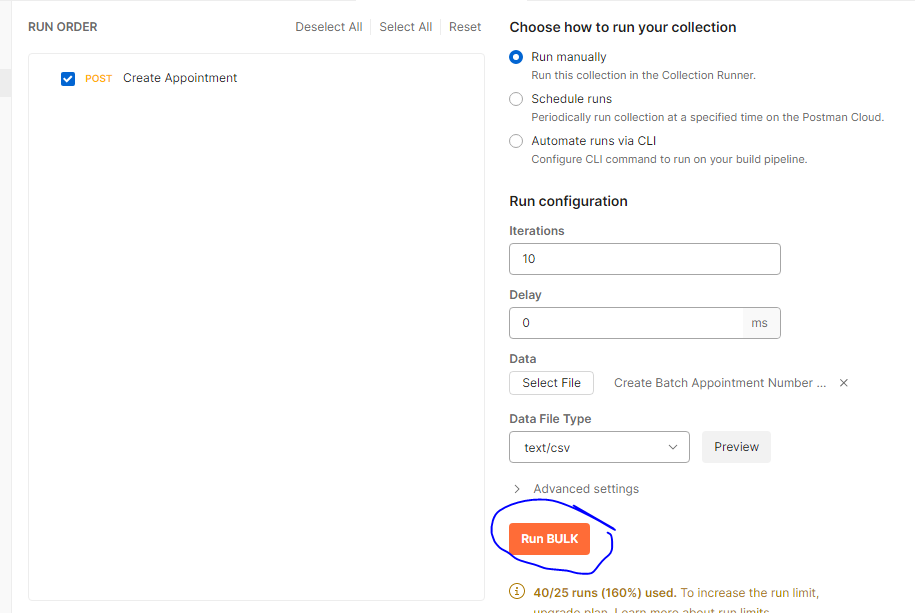 RUN ORDER
Deselect All
Select All
Reset
POST Create Appointment
Choose how to run your collection
Run manually
Run this collection in the Collection Runner.
Schedule runs
Periodically run collection at a specified time on the Postman Cloud.
Automate runs via CLI
Configure CLI command to run on your build pipeline.
Run configuration
Iterations
10
Delay
0 ms
Data
Select File Create Batch Appointment Number ...
Data File Type
text/csv
Preview
Advanced settings
Run BULK
40/25 runs (160%) used. To increase the run limit,
upgrade plan. Learn more about run limits.